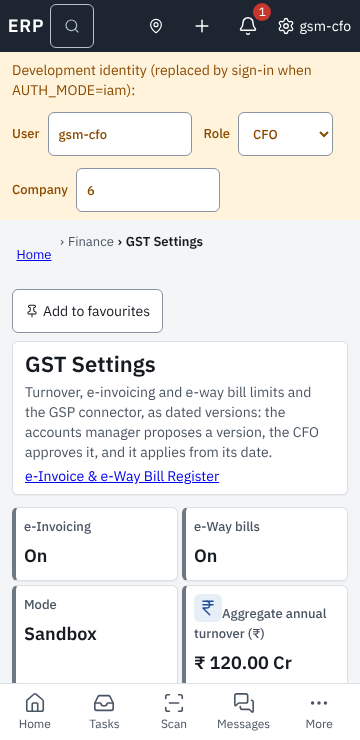 ERP
1
gsm-cfo
Development identity (replaced by sign-in when
AUTH_MODE=iam):
User gsm-cfo Role CFO
Company 6
Home › Finance › GST Settings
Add to favourites
GST Settings
Turnover, e-invoicing and e-way bill limits and
the GSP connector, as dated versions: the
accounts manager proposes a version, the CFO
approves it, and it applies from its date.
e-Invoice & e-Way Bill Register
e-Invoicing
On
e-Way bills
On
Mode
Sandbox
₹ Aggregate annual
turnover (₹)
₹ 120.00 Cr
Home Tasks Scan Messages More